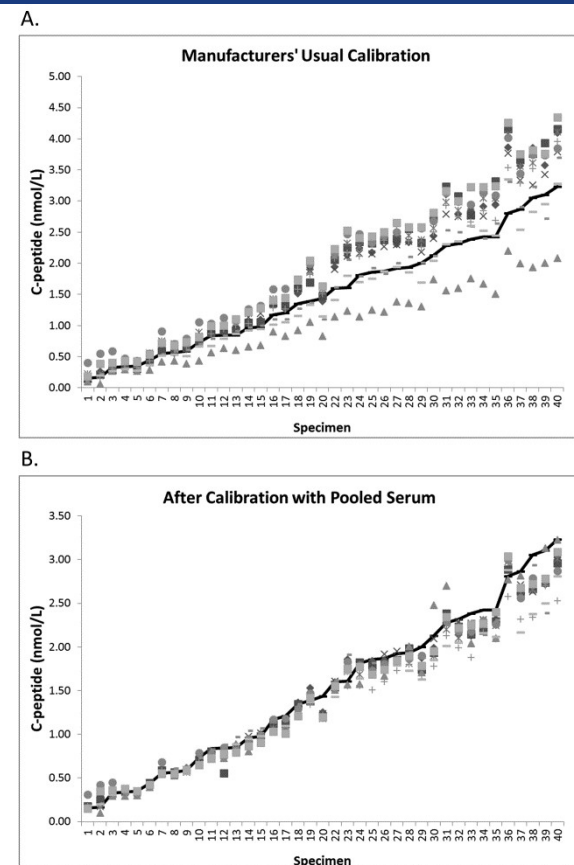 A.
Manufacturers' Usual Calibration
5.00
4.50
4.00
3.50
3.00
2.50
2.00
1.50
1.00
0.50
0.00
C-peptide (nmol/L)
1 2 3 4 5 6 7 8 9 10 11 12 13 14 15 16 17 18 19 20 22 23 24 25 26 27 28 29 30 31 32 33 34 35 36 37 38 39 40
Specimen
B.
After Calibration with Pooled Serum
3.50
3.00
2.50
2.00
1.50
1.00
0.50
0.00
C-peptide (nmol/L)
1 2 3 4 5 6 7 8 9 10 11 12 13 14 15 16 17 18 19 20 22 23 24 25 26 27 28 29 30 31 32 33 34 35 36 37 38 39 40
Specimen